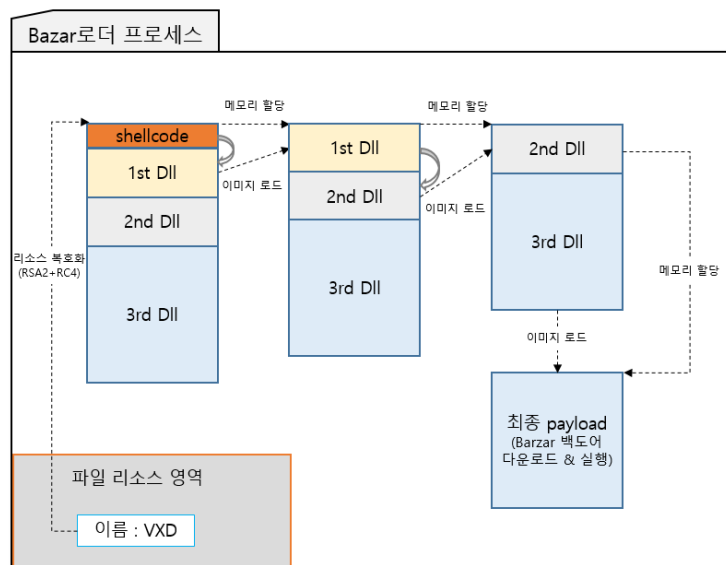 Bazar로더 프로세스
메모리 할당
메모리 할당
shellcode
1st Dll
2nd Dll
3rd Dll
이미지 로드
1st Dll
2nd Dll
3rd Dll
이미지 로드
2nd Dll
3rd Dll
리소스 복호화
(RSA2+RC4)
메모리 할당
이미지 로드
최종 payload
(Barzar 백도어
다운로드 & 실행)
파일 리소스 영역
이름 : VXD